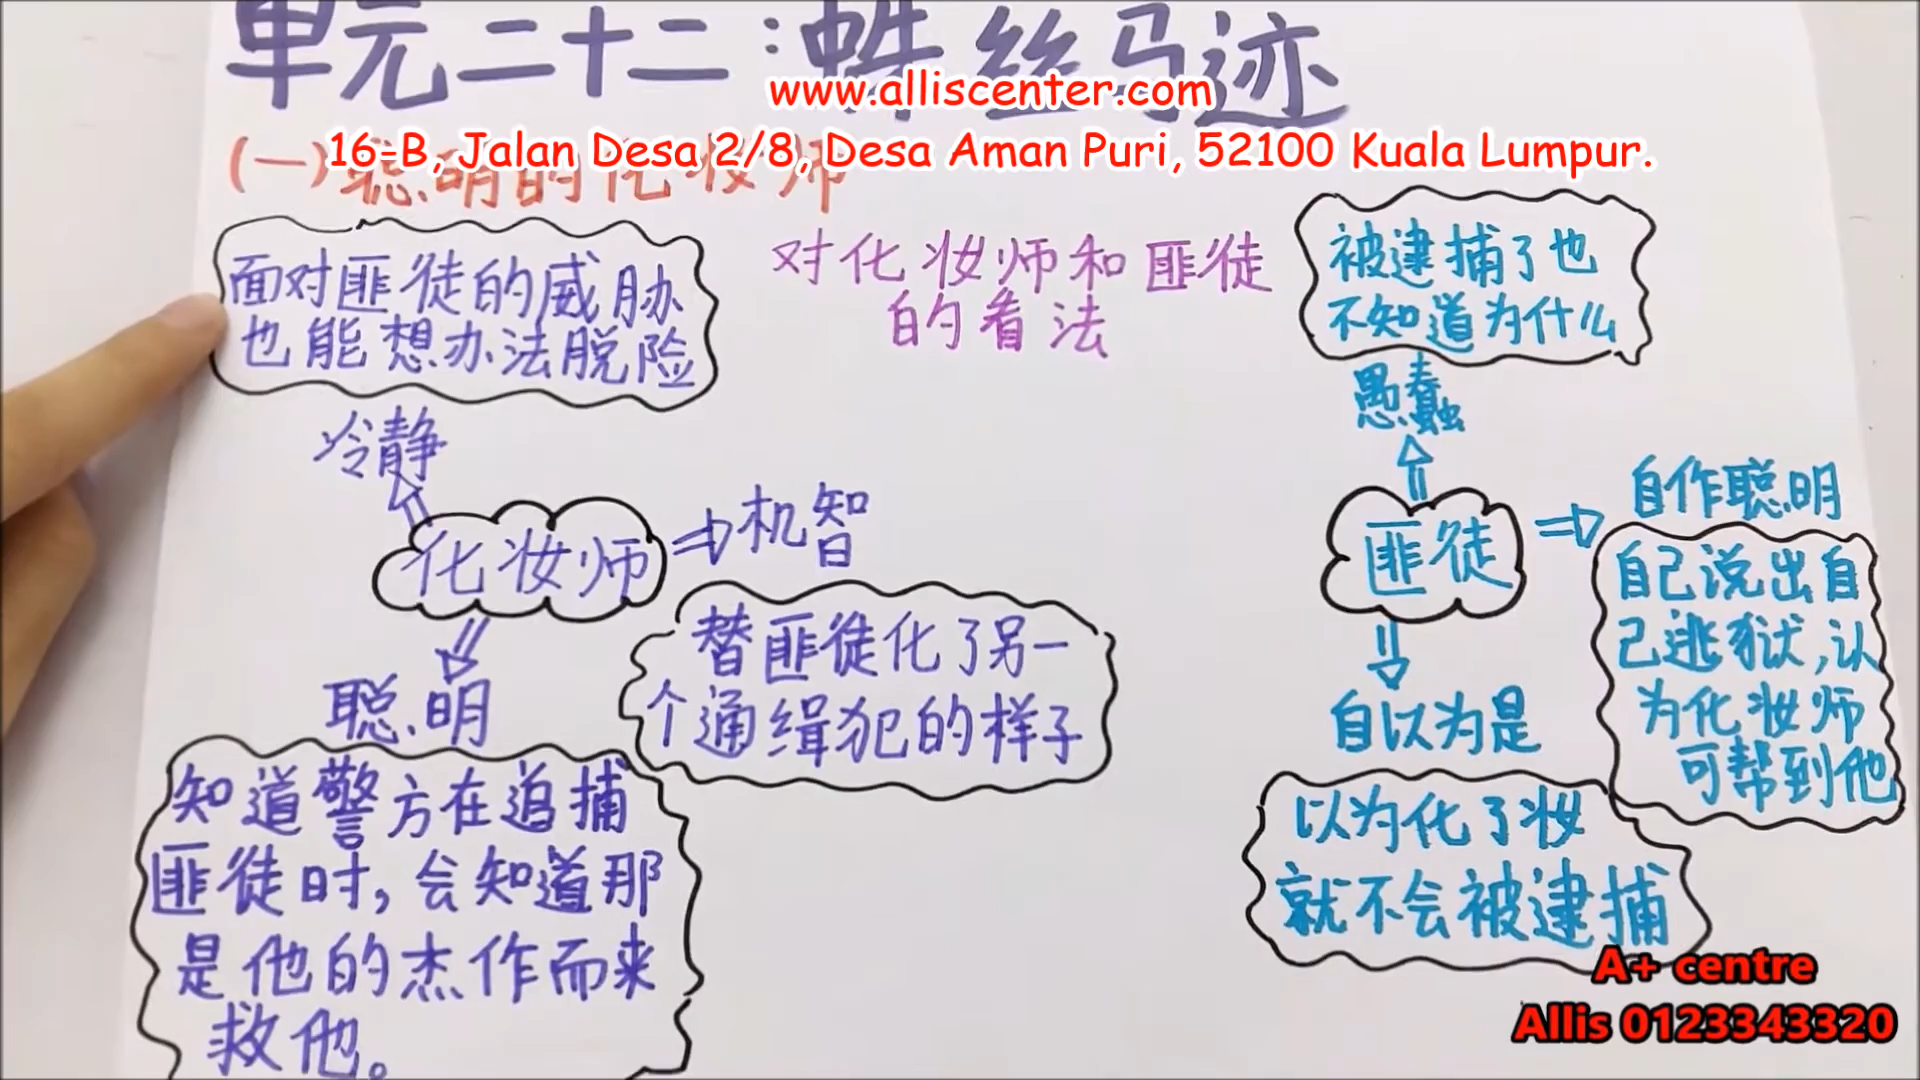 单元二十二：蛛丝马迹
www.alliscenter.com
16-B, Jalan Desa 2/8, Desa Aman Puri, 52100 Kuala Lumpur.
(一)聪明的化妆师
面对匪徒的威胁
也能想办法脱险
冷静
化妆师
机智
替匪徒化了另一
个通缉犯的样子
聪明
知道警方在追捕
匪徒时,会知道那
是他的杰作而来
救他。
对化妆师和匪徒
的看法
被逮捕了也
不知道为什么
愚蠢
匪徒
自作聪明
自己说出自
己逃狱,认
为化妆师
可帮到他
自以为是
以为化了妆
就不会被逮捕
A+ centre
Allis 0123343320